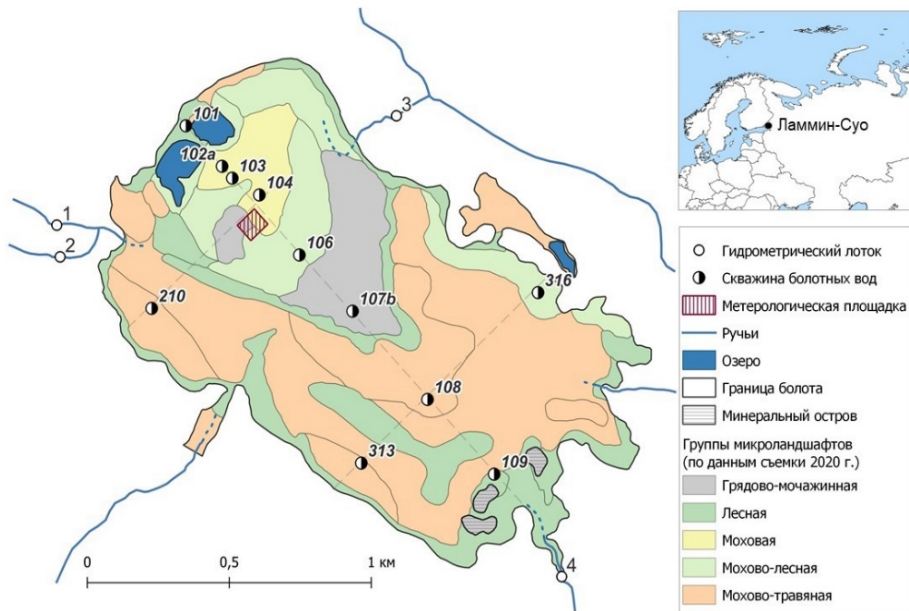 101
102a
103
104
106
107b
108
109
210
313
316
1
2
3
4
0
0,5
1 км
Ламмин-Суо
Гидрометрический лоток
Скважина болотных вод
Метерологическая площадка
Ручьи
Озеро
Граница болота
Минеральный остров
Группы микроландшафтов
(по данным съемки 2020 г.)
Грядово-мочажинная
Лесная
Моховая
Мохово-лесная
Мохово-травяная